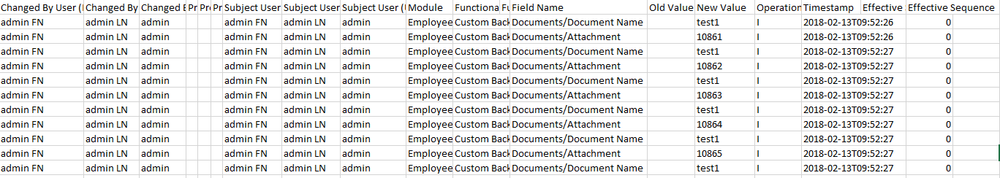 Changed By User ( Changed By Changed E Pr Pre Pr Subject User Subject User Subject User ( Module Functiona Fu Field Name Old Value New Value Operation Timestamp Effective Effective Sequence
admin FN admin LN admin admin FN admin LN admin Employee Custom Back Documents/Document Name test1 I 2018-02-13T09:52:26 0
admin FN admin LN admin admin FN admin LN admin Employee Custom Back Documents/Attachment 10861 I 2018-02-13T09:52:26 0
admin FN admin LN admin admin FN admin LN admin Employee Custom Back Documents/Document Name test1 I 2018-02-13T09:52:27 0
admin FN admin LN admin admin FN admin LN admin Employee Custom Back Documents/Attachment 10862 I 2018-02-13T09:52:27 0
admin FN admin LN admin admin FN admin LN admin Employee Custom Back Documents/Document Name test1 I 2018-02-13T09:52:27 0
admin FN admin LN admin admin FN admin LN admin Employee Custom Back Documents/Attachment 10863 I 2018-02-13T09:52:27 0
admin FN admin LN admin admin FN admin LN admin Employee Custom Back Documents/Document Name test1 I 2018-02-13T09:52:27 0
admin FN admin LN admin admin FN admin LN admin Employee Custom Back Documents/Attachment 10864 I 2018-02-13T09:52:27 0
admin FN admin LN admin admin FN admin LN admin Employee Custom Back Documents/Document Name test1 I 2018-02-13T09:52:27 0
admin FN admin LN admin admin FN admin LN admin Employee Custom Back Documents/Attachment 10865 I 2018-02-13T09:52:27 0
admin FN admin LN admin admin FN admin LN admin Employee Custom Back Documents/Document Name test1 I 2018-02-13T09:52:27 0